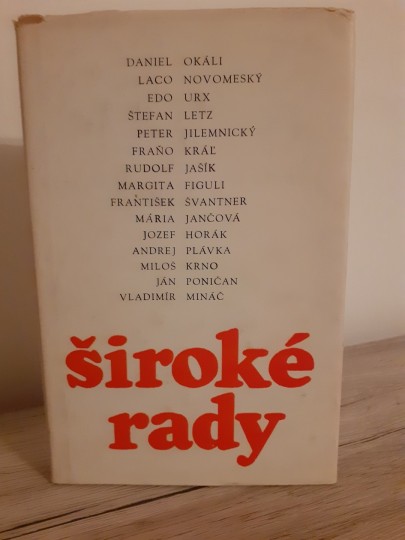 DANIEL OKÁLI
LACO NOVOMESKÝ
EDO URX
ŠTEFAN LETZ
PETER JILEMNICKÝ
FRAŇO KRÁĽ
RUDOLF JAŠÍK
MARGITA FIGULI
FRANTIŠEK ŠVANTNER
MÁRIA JANČOVÁ
JOZEF HORÁK
ANDREJ PLÁVKA
MILOŠ KRNO
JÁN PONIČAN
VLADIMÍR MINÁČ
široké
rady